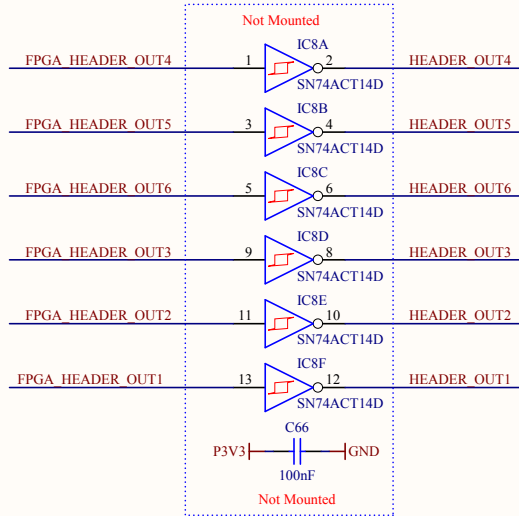 Not Mounted
IC8A
FPGA_HEADER_OUT4 1 2 HEADER_OUT4
SN74ACT14D
IC8B
FPGA_HEADER_OUT5 3 4 HEADER_OUT5
SN74ACT14D
IC8C
FPGA_HEADER_OUT6 5 6 HEADER_OUT6
SN74ACT14D
IC8D
FPGA_HEADER_OUT3 9 8 HEADER_OUT3
SN74ACT14D
IC8E
FPGA_HEADER_OUT2 11 10 HEADER_OUT2
SN74ACT14D
IC8F
FPGA_HEADER_OUT1 13 12 HEADER_OUT1
SN74ACT14D
C66
P3V3 GND
100nF
Not Mounted